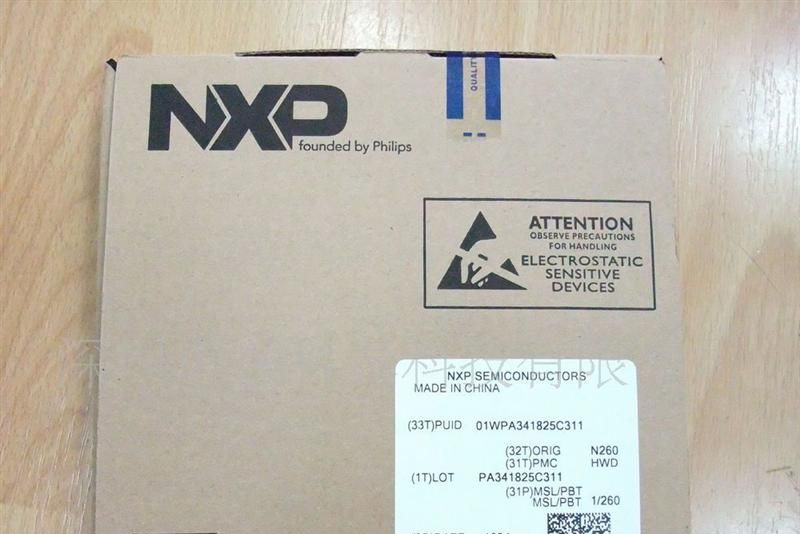 NXP
founded by Philips
QUALITY
ATTENTION
OBSERVE PRECAUTIONS
FOR HANDLING
ELECTROSTATIC
SENSITIVE
DEVICES
NXP SEMICONDUCTORS
MADE IN CHINA
(33T)PUID 01WPA341825C311
(32T)ORIG N260
(31T)PMC HWD
(1T)LOT PA341825C311
(31P)MSL/PBT
MSL/PBT 1/260